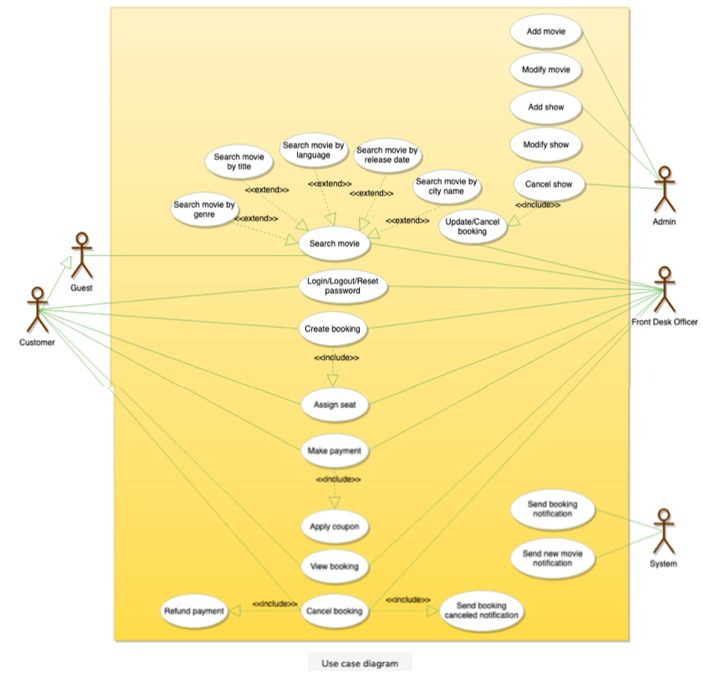 Add movie
Modify movie
Add show
Modify show
Cancel show
<<include>>
Update/Cancel
booking
Admin
Search movie by
language
Search movie by
release date
Search movie
by title
Search movie by
city name
Search movie by
genre
<<extend>>
<<extend>>
<<extend>>
<<extend>>
<<extend>>
Search movie
Guest
Customer
Login/Logout/Reset
password
Front Desk Officer
Create booking
<<include>>
Assign seat
Make payment
<<include>>
Apply coupon
View booking
Send booking
notification
Send new movie
notification
System
Refund payment
<<include>>
Cancel booking
<<include>>
Send booking
canceled notification
Use case diagram